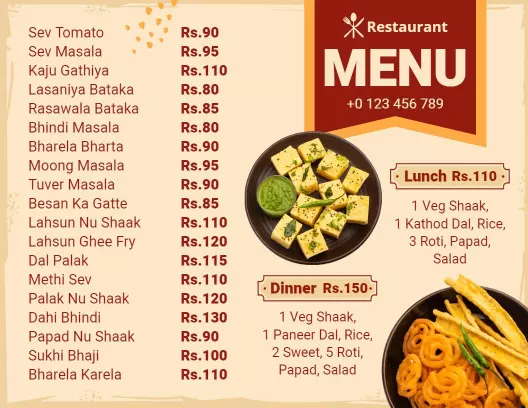 Restaurant
MENU
+0 123 456 789
Sev Tomato Rs.90
Sev Masala Rs.95
Kaju Gathiya Rs.110
Lasaniya Bataka Rs.80
Rasawala Bataka Rs.85
Bhindi Masala Rs.80
Bharela Bharta Rs.90
Moong Masala Rs.95
Tuver Masala Rs.90
Besan Ka Gatte Rs.85
Lahsun Nu Shaak Rs.110
Lahsun Ghee Fry Rs.120
Dal Palak Rs.115
Methi Sev Rs.110
Palak Nu Shaak Rs.120
Dahi Bhindi Rs.130
Papad Nu Shaak Rs.90
Sukhi Bhaji Rs.100
Bharela Karela Rs.110
Lunch Rs.110
1 Veg Shaak,
1 Kathod Dal, Rice,
3 Roti, Papad,
Salad
Dinner Rs.150
1 Veg Shaak,
1 Paneer Dal, Rice,
2 Sweet, 5 Roti,
Papad, Salad